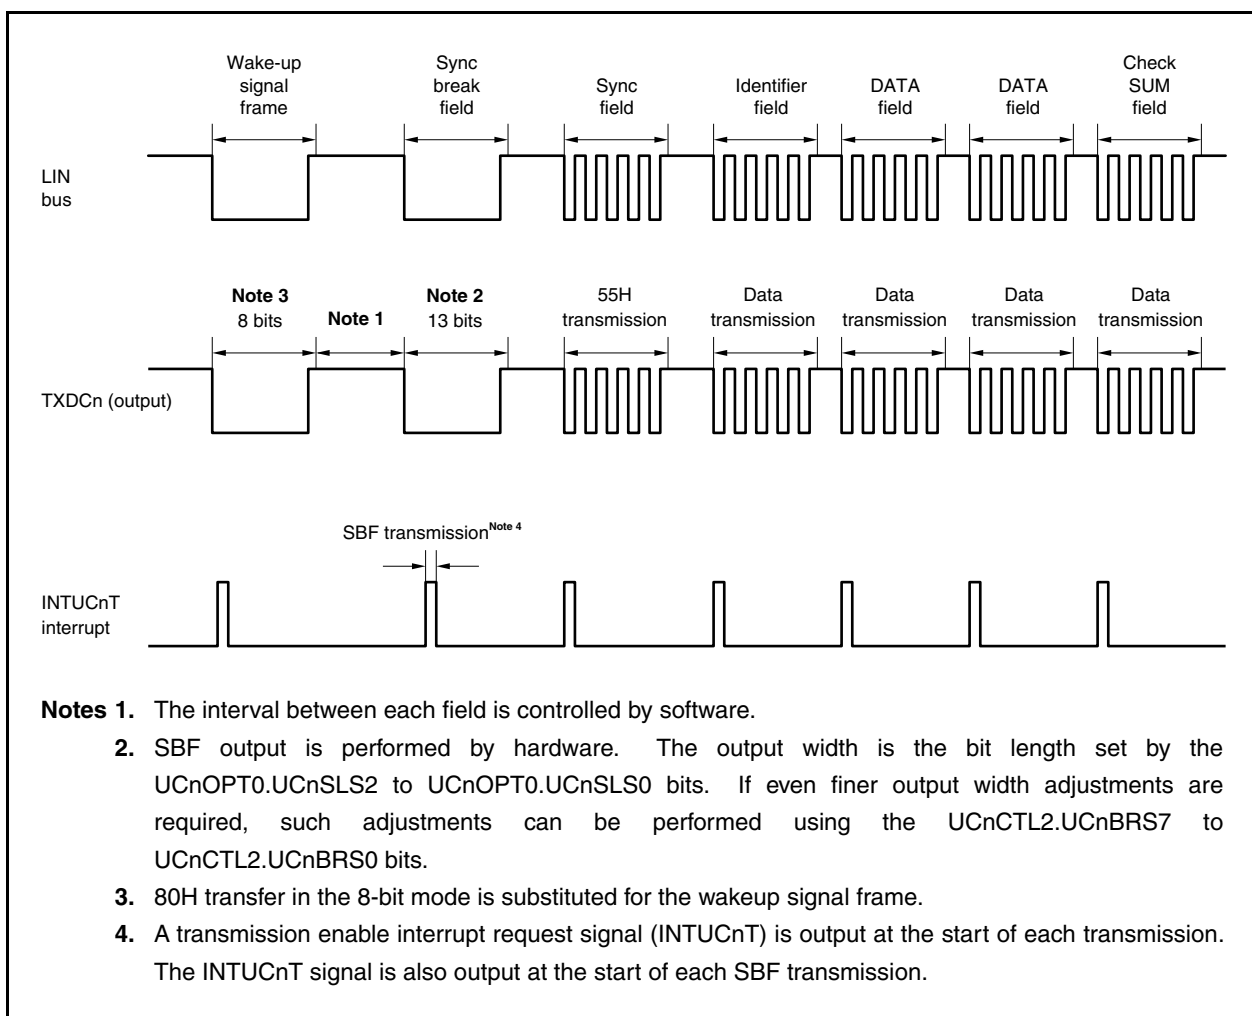 Wake-up
signal
frame
Sync
break
field
Sync
field
Identifier
field
DATA
field
DATA
field
Check
SUM
field
LIN
bus
Note 3
8 bits
Note 1
Note 2
13 bits
55H
transmission
Data
transmission
Data
transmission
Data
transmission
Data
transmission
TXDCn (output)
SBF transmission Note 4
INTUCnT
interrupt
Notes 1. The interval between each field is controlled by software.
2. SBF output is performed by hardware. The output width is the bit length set by the
UCnOPT0.UCnSLS2 to UCnOPT0.UCnSLS0 bits. If even finer output width adjustments are
required, such adjustments can be performed using the UCnCTL2.UCnBRS7 to
UCnCTL2.UCnBRS0 bits.
3. 80H transfer in the 8-bit mode is substituted for the wakeup signal frame.
4. A transmission enable interrupt request signal (INTUCnT) is output at the start of each transmission.
The INTUCnT signal is also output at the start of each SBF transmission.